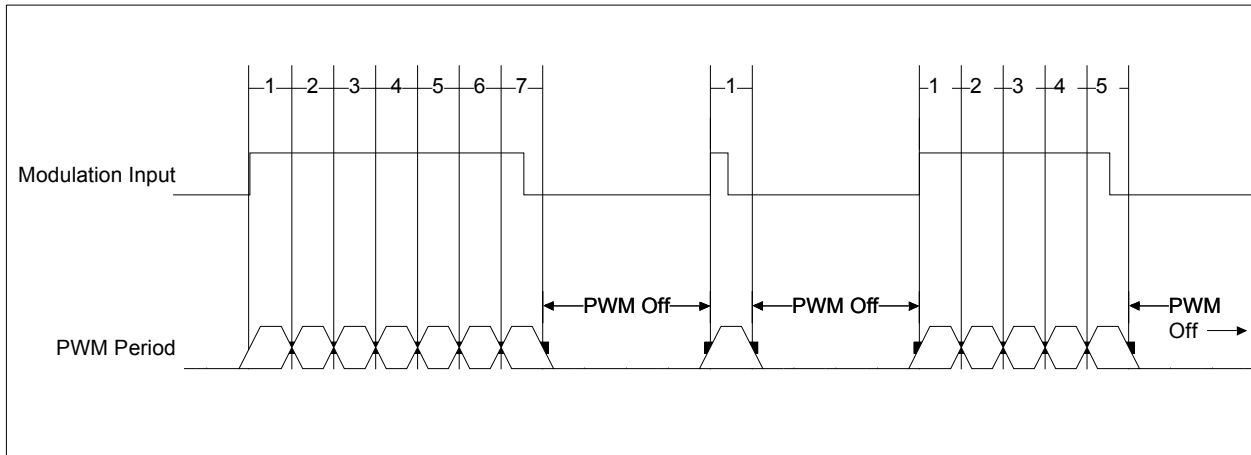 1 2 3 4 5 6 7 1 1 2 3 4 5
Modulation Input
PWM Off PWM Off PWM
Off
PWM Period